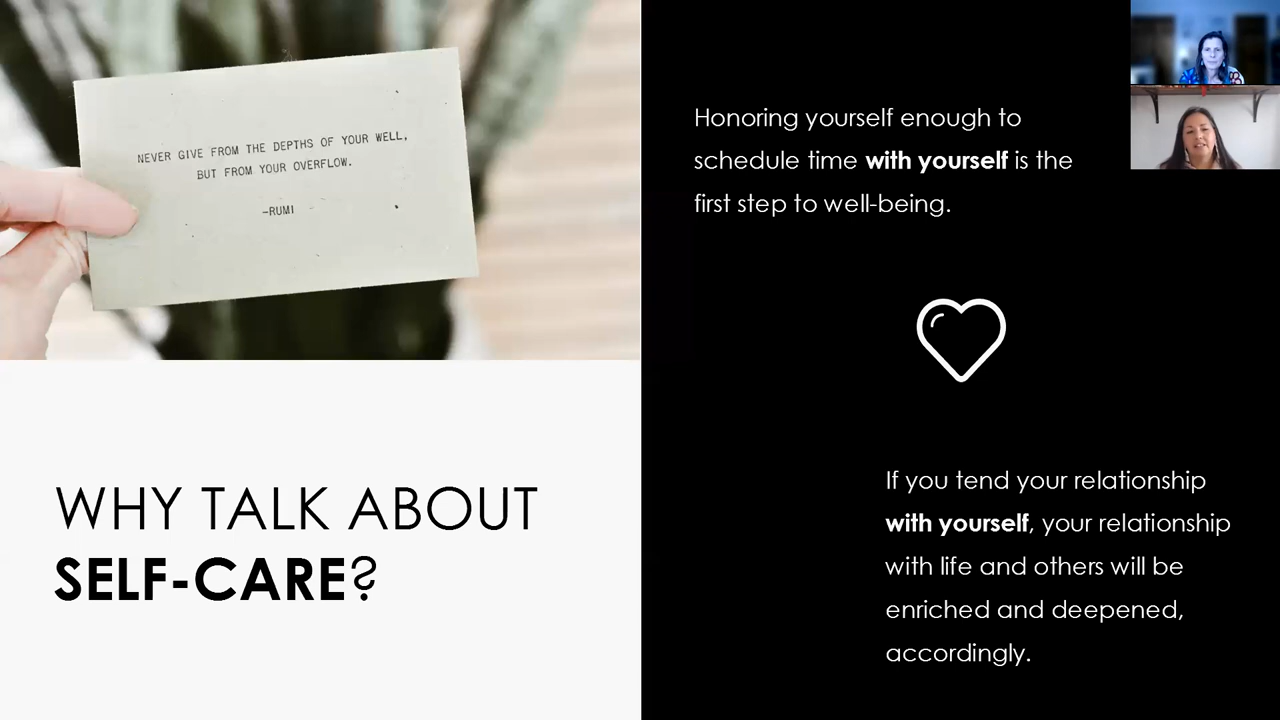 NEVER GIVE FROM THE DEPTHS OF YOUR WELL,
BUT FROM YOUR OVERFLOW.
~RUMI
WHY TALK ABOUT
SELF-CARE?
Honoring yourself enough to
schedule time with yourself is the
first step to well-being.
If you tend your relationship
with yourself, your relationship
with life and others will be
enriched and deepened,
accordingly.